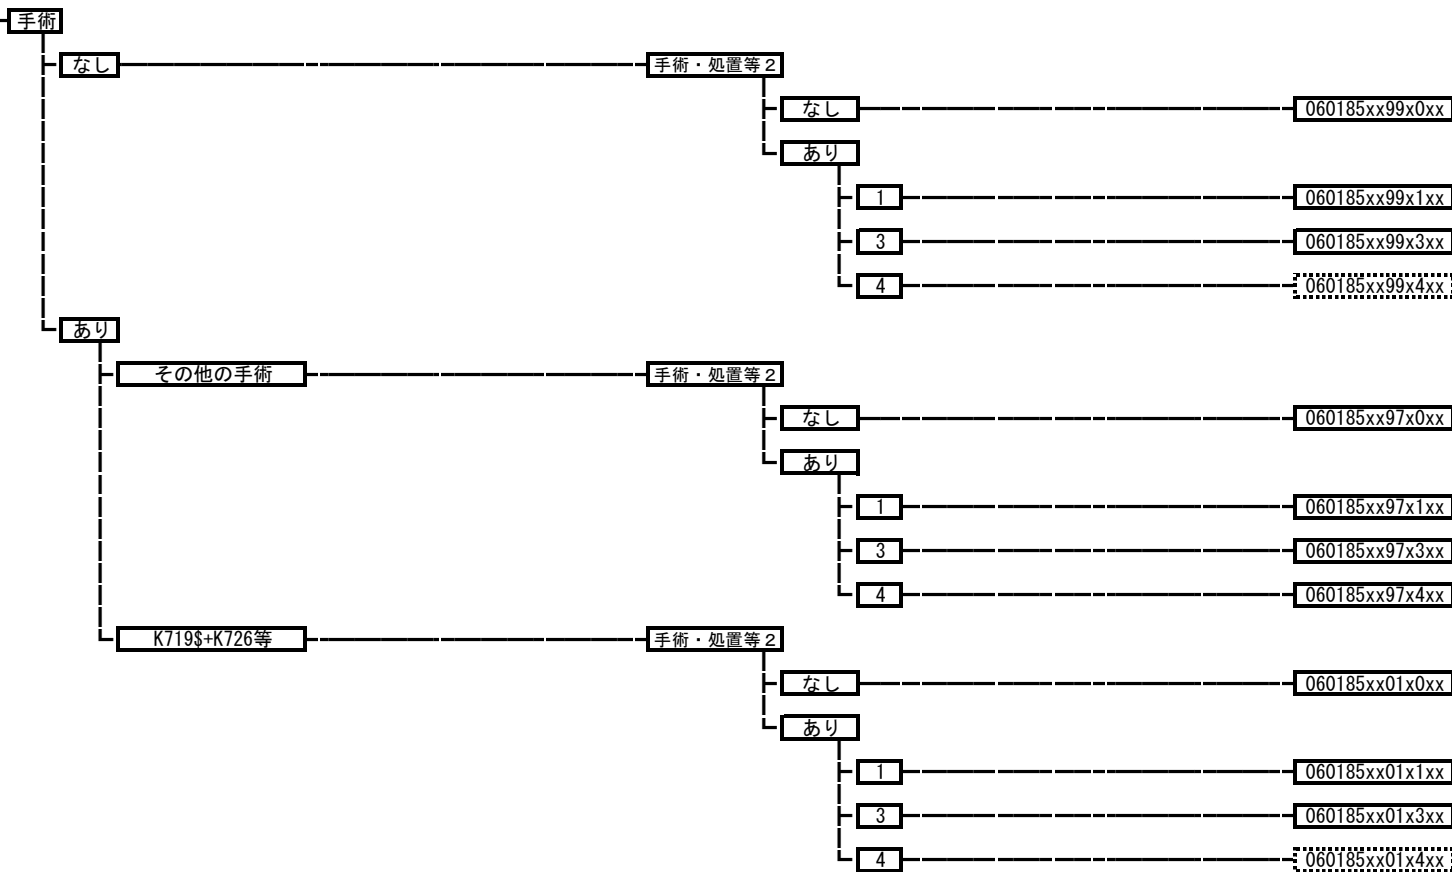 手術
なし
手術・処置等２
なし
060185xx99x0xx
あり
1
060185xx99x1xx
3
060185xx99x3xx
4
060185xx99x4xx
あり
その他の手術
手術・処置等２
なし
060185xx97x0xx
あり
1
060185xx97x1xx
3
060185xx97x3xx
4
060185xx97x4xx
K719$+K726等
手術・処置等２
なし
060185xx01x0xx
あり
1
060185xx01x1xx
3
060185xx01x3xx
4
060185xx01x4xx